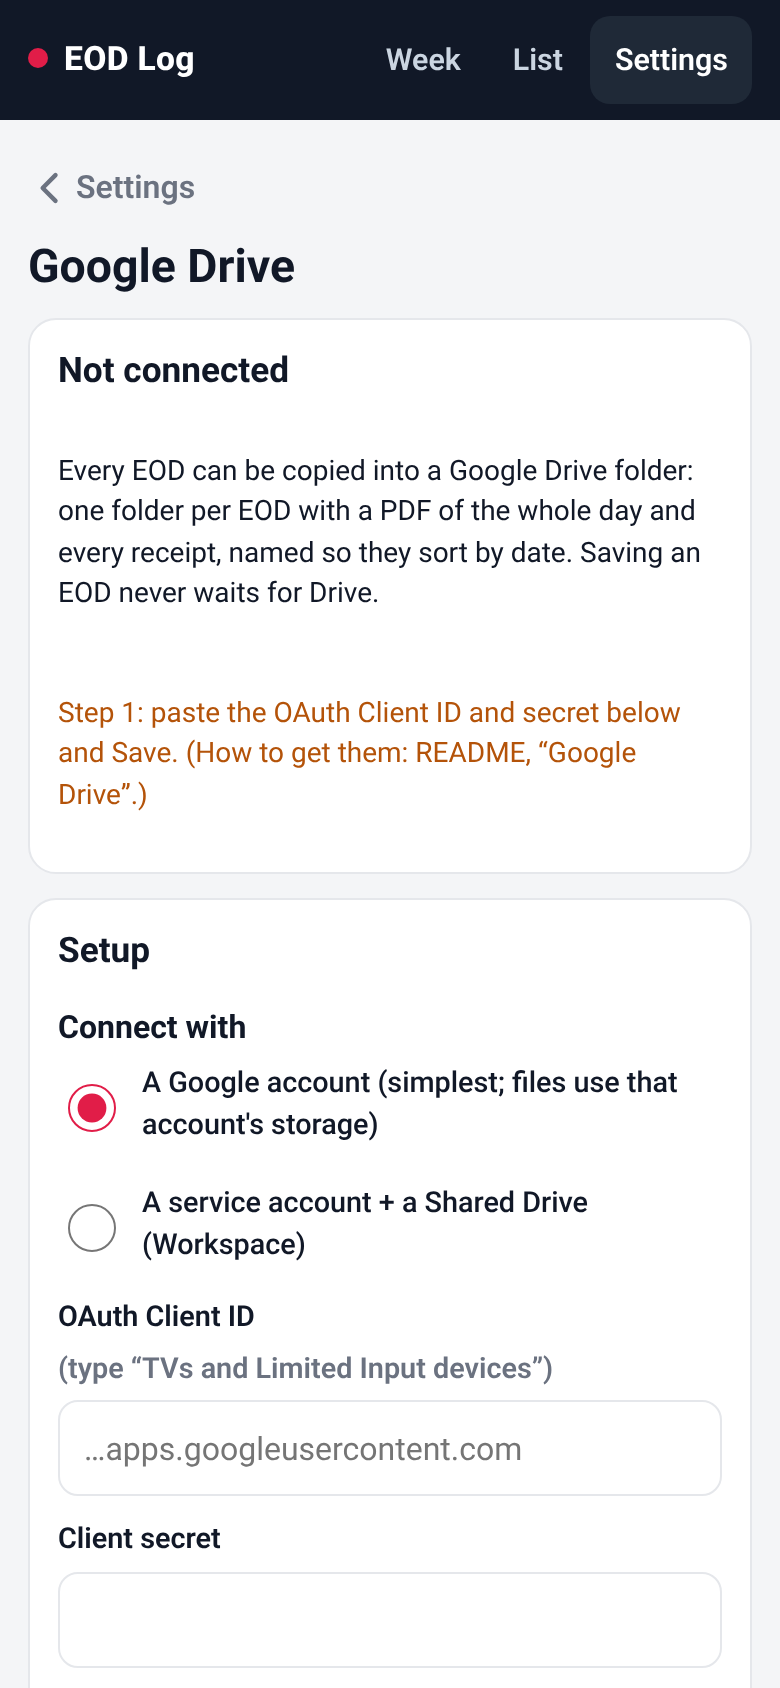 EOD Log
Week
List
Settings
Settings
Google Drive
Not connected
Every EOD can be copied into a Google Drive folder:
one folder per EOD with a PDF of the whole day and
every receipt, named so they sort by date. Saving an
EOD never waits for Drive.
Step 1: paste the OAuth Client ID and secret below
and Save. (How to get them: README, “Google
Drive”.)
Setup
Connect with
A Google account (simplest; files use that
account's storage)
A service account + a Shared Drive
(Workspace)
OAuth Client ID
(type “TVs and Limited Input devices”)
…apps.googleusercontent.com
Client secret